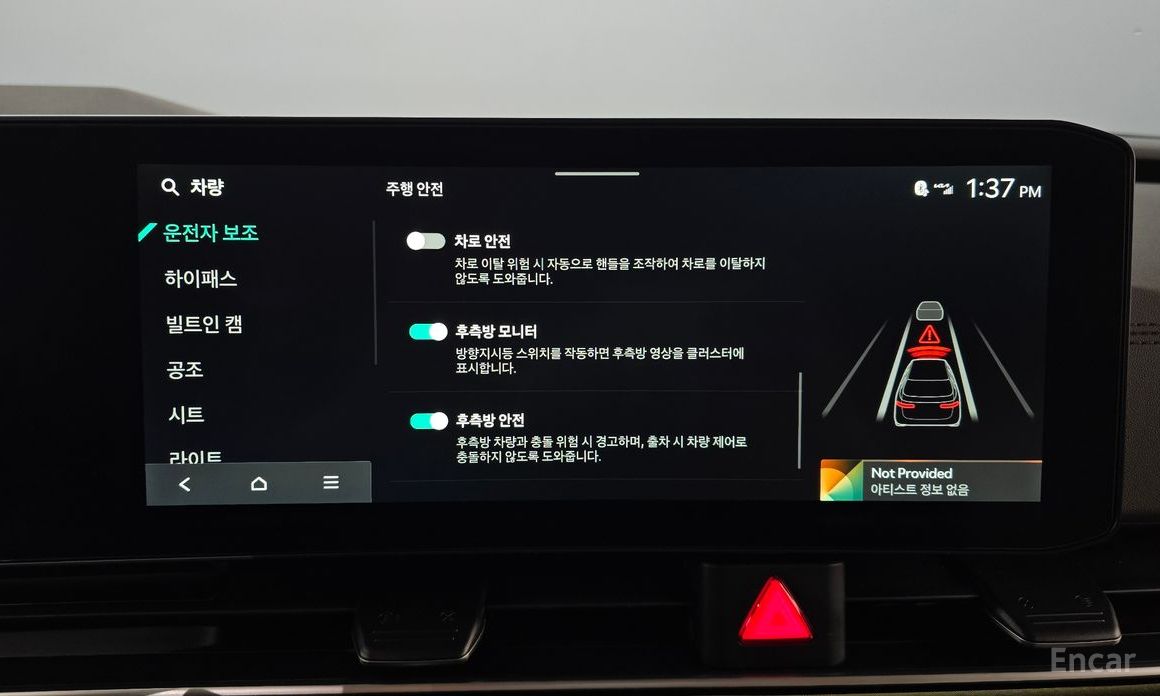 차량
주행 안전
1:37 PM
운전자 보조
하이패스
빌트인 캠
공조
시트
라이트
차로 안전
차로 이탈 위험 시 자동으로 핸들을 조작하여 차로를 이탈하지
않도록 도와줍니다.
후측방 모니터
방향지시등 스위치를 작동하면 후측방 영상을 클러스터에
표시합니다.
후측방 안전
후측방 차량과 충돌 위험 시 경고하며, 출차 시 차량 제어로
충돌하지 않도록 도와줍니다.
Not Provided
아티스트 정보 없음
Encar